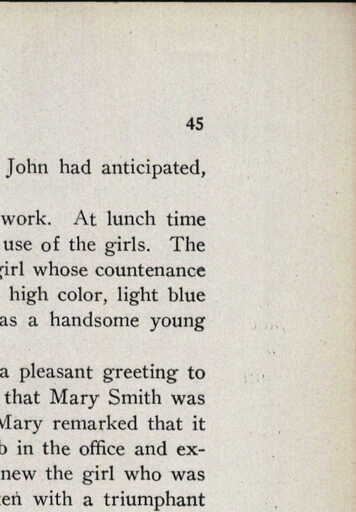 45
John had anticipated,
work. At lunch time
use of the girls. The
girl whose countenance
high color, light blue
as a handsome young
a pleasant greeting to
that Mary Smith was
Mary remarked that it
in the office and ex-
new the girl who was
with a triumphant